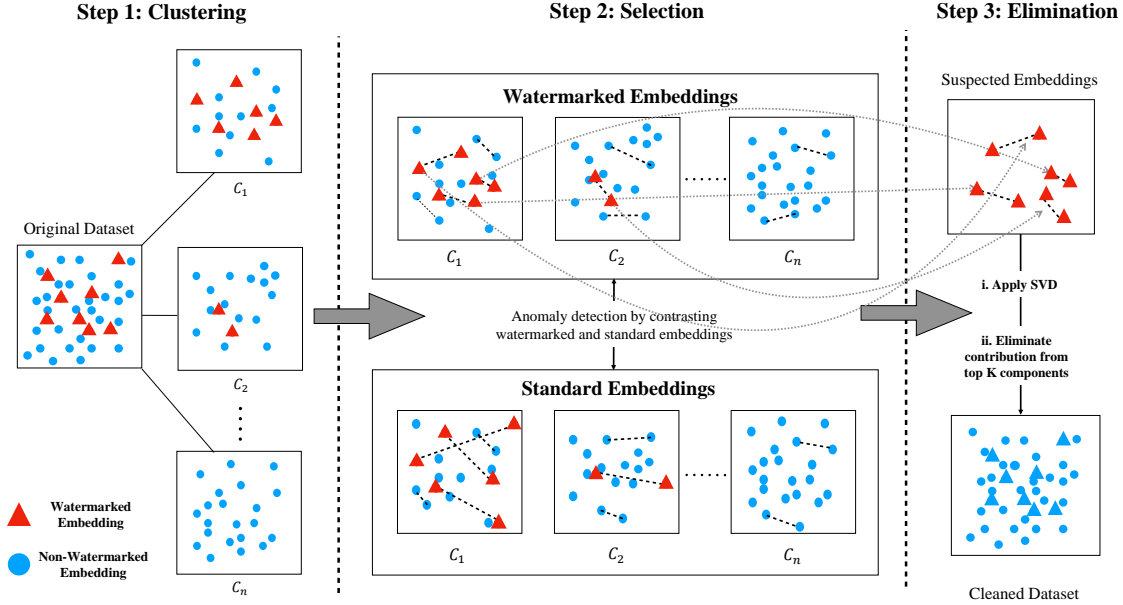 Step 1: Clustering
C₁
Original Dataset
C₂
Cₙ
Watermarked
Embedding
Non-Watermarked
Embedding
Step 2: Selection
Watermarked Embeddings
C₁
C₂
Cₙ
Anomaly detection by contrasting
watermarked and standard embeddings
Standard Embeddings
C₁
C₂
Cₙ
Step 3: Elimination
Suspected Embeddings
i. Apply SVD
ii. Eliminate
contribution from
top K components
Cleaned Dataset